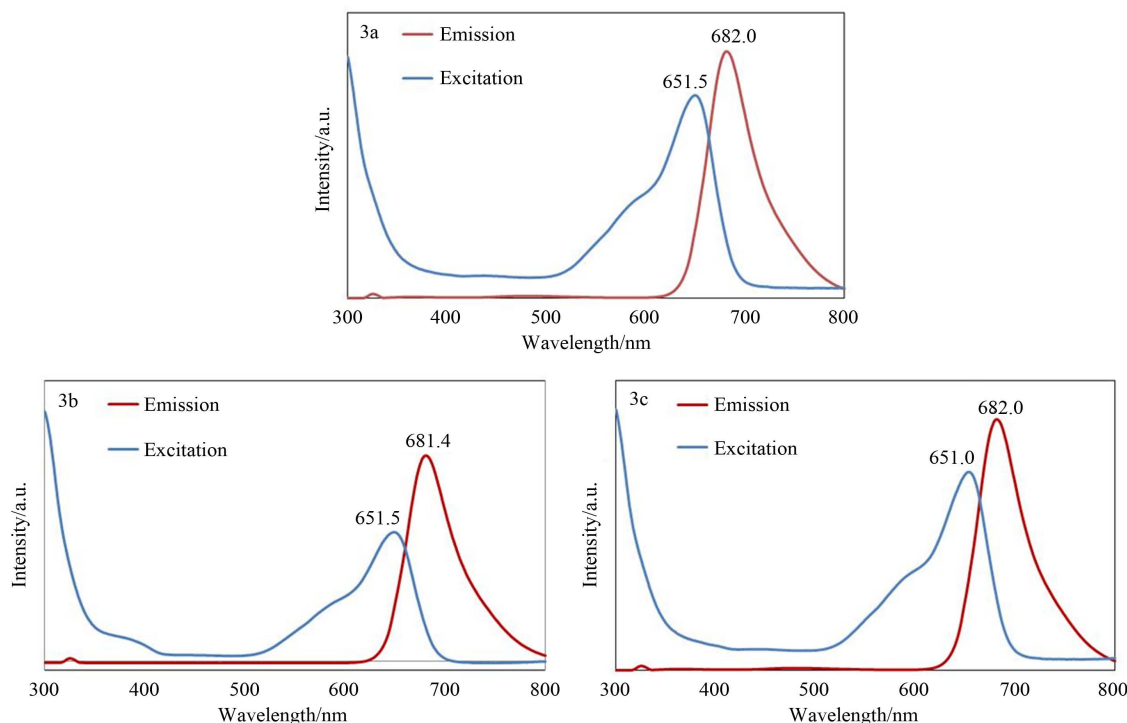 3a
Emission
Excitation
682.0
651.5
Intensity/a.u.
300 400 500 600 700 800
Wavelength/nm
3b
Emission
Excitation
681.4
651.5
Intensity/a.u.
300 400 500 600 700 800
Wavelength/nm
3c
Emission
Excitation
682.0
651.0
Intensity/a.u.
300 400 500 600 700 800
Wavelength/nm